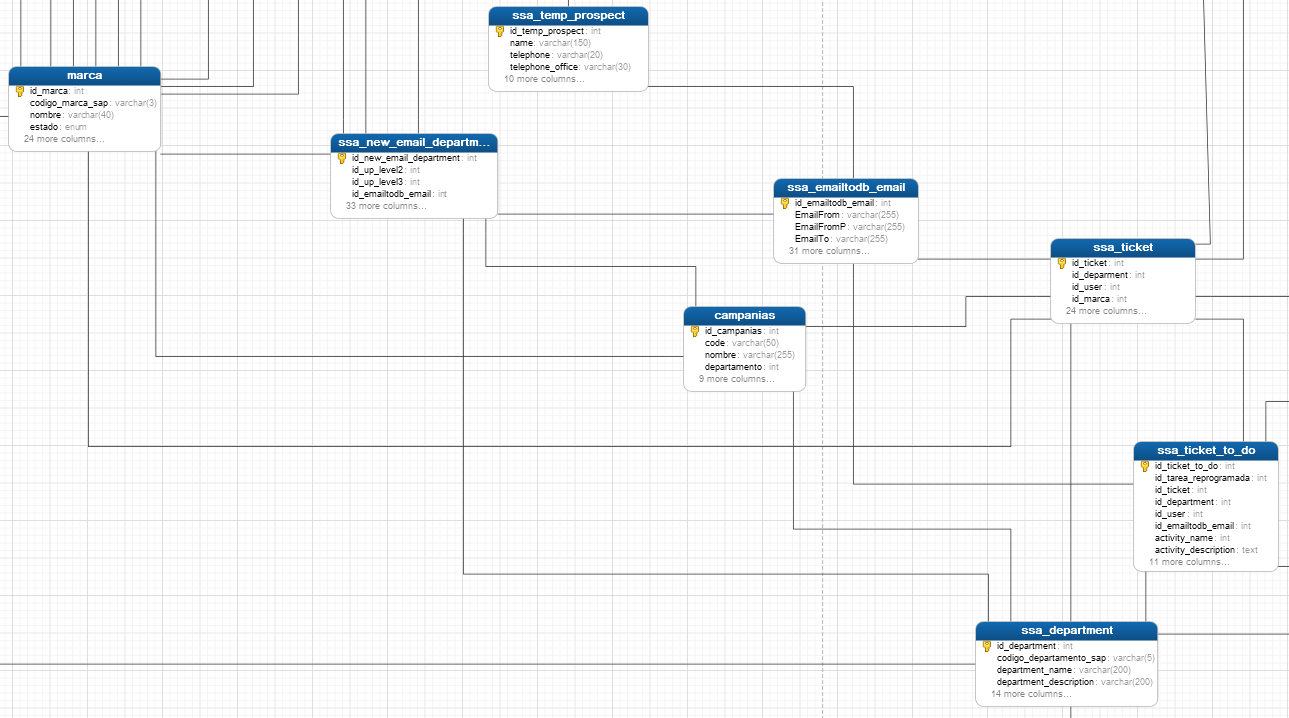 ssa_temp_prospect
id_temp_prospect: int
name: varchar(150)
telephone: varchar(20)
telephone_office: varchar(30)
10 more columns...
marca
id_marca: int
codigo_marca_sap: varchar(3)
nombre: varchar(40)
estado: enum
24 more columns...
ssa_new_email_departm...
id_new_email_department: int
id_up_level2: int
id_up_level3: int
id_emailtodb_email: int
33 more columns...
ssa_emailtodb_email
id_emailtodb_email: int
EmailFrom: varchar(255)
EmailFromP: varchar(255)
EmailTo: varchar(255)
31 more columns...
ssa_ticket
id_ticket: int
id_deparment: int
id_user: int
id_marca: int
24 more columns...
campanias
id_campanias: int
code: varchar(50)
nombre: varchar(255)
departamento: int
9 more columns...
ssa_ticket_to_do
id_ticket_to_do: int
id_tarea_reprogramada: int
id_ticket: int
id_department: int
id_user: int
id_emailtodb_email: int
activity_name: int
activity_description: text
11 more columns...
ssa_department
id_department: int
codigo_departamento_sap: varchar(5)
department_name: varchar(200)
department_description: varchar(200)
14 more columns...